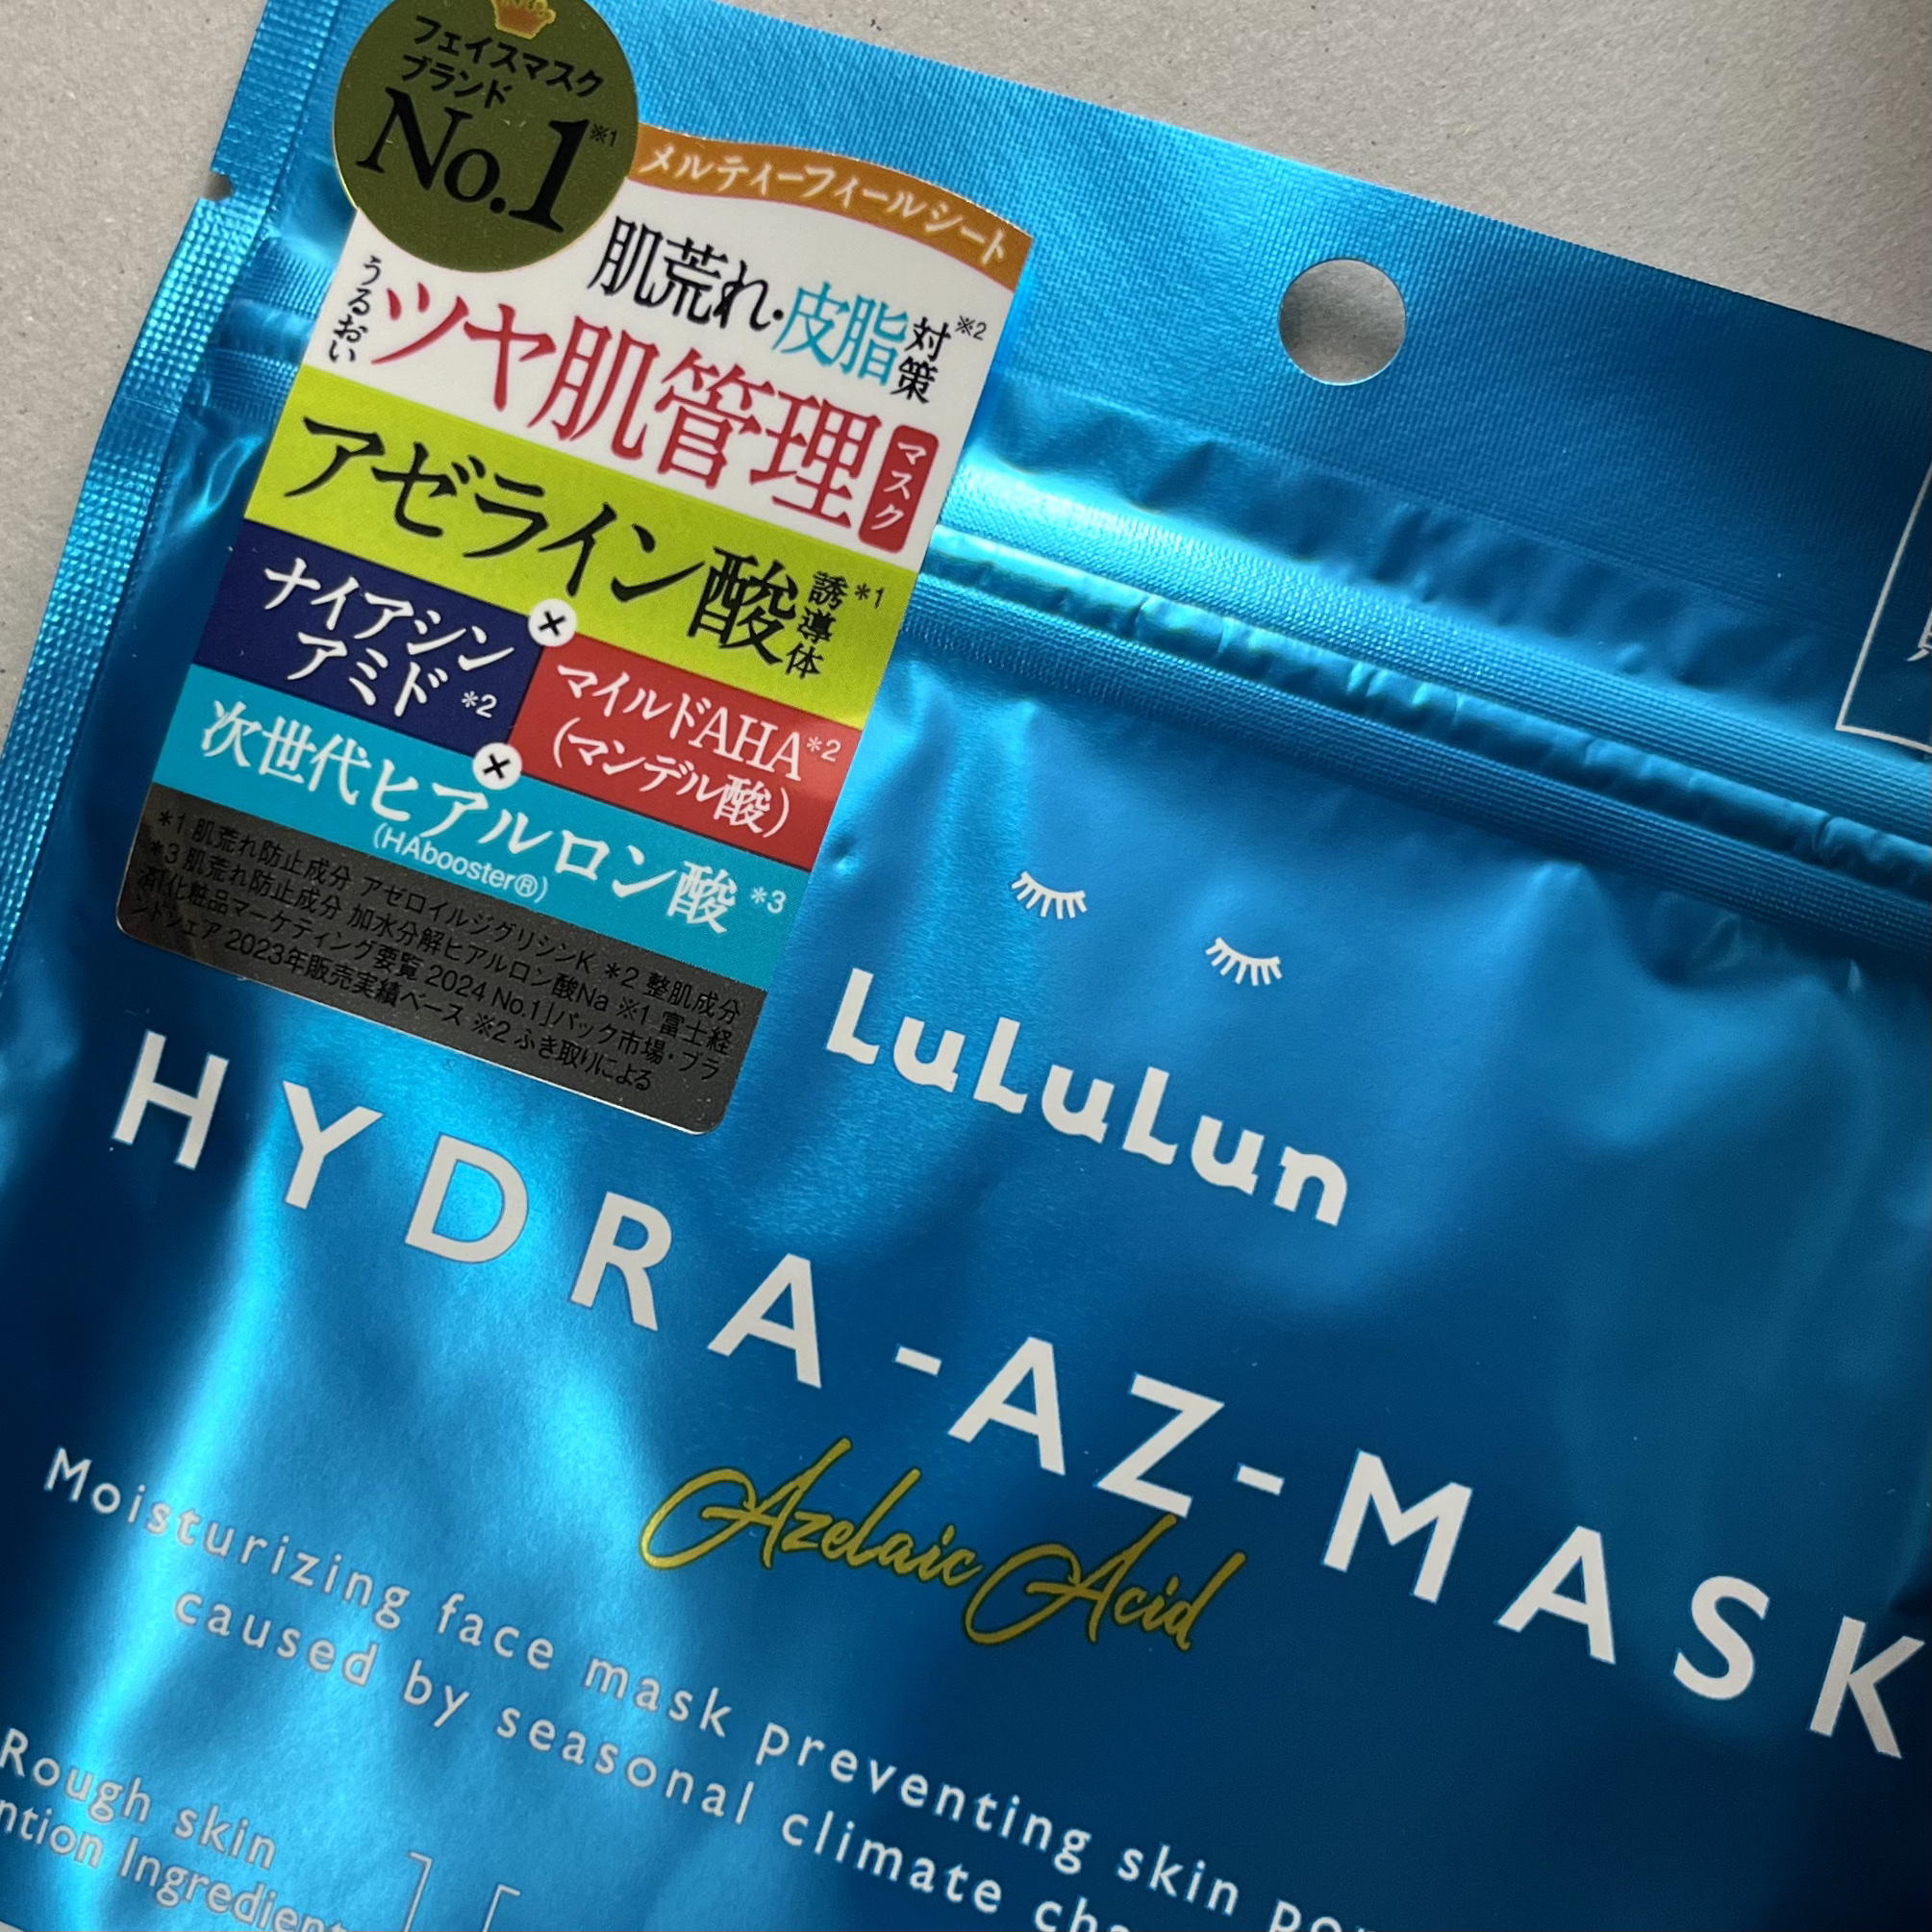 フェイスマスク
ブランド
No.1※1
メルティーフィールシート
肌荒れ・皮脂対策※2
うるおいツヤ肌管理マスク
アゼライン酸誘導体*1
×
ナイアシン
アミド*2
マイルドAHA*2
(マンデル酸)
×
次世代ヒアルロン酸*3
(HAbooster®)
*1 肌荒れ防止成分 アゼロイルジグリシンK *2 整肌成分
*3 肌荒れ防止成分 加水分解ヒアルロン酸Na ※1 富士経
済「化粧品マーケティング要覧 2024 No.1」パック市場・ブラ
ンドシェア 2023年販売実績ベース ※2 ふき取りによる
LuLuLun
HYDRA-AZ-MASK
Azelaic Acid
Moisturizing face mask preventing skin
caused by seasonal climate
Rough skin
Ingredient